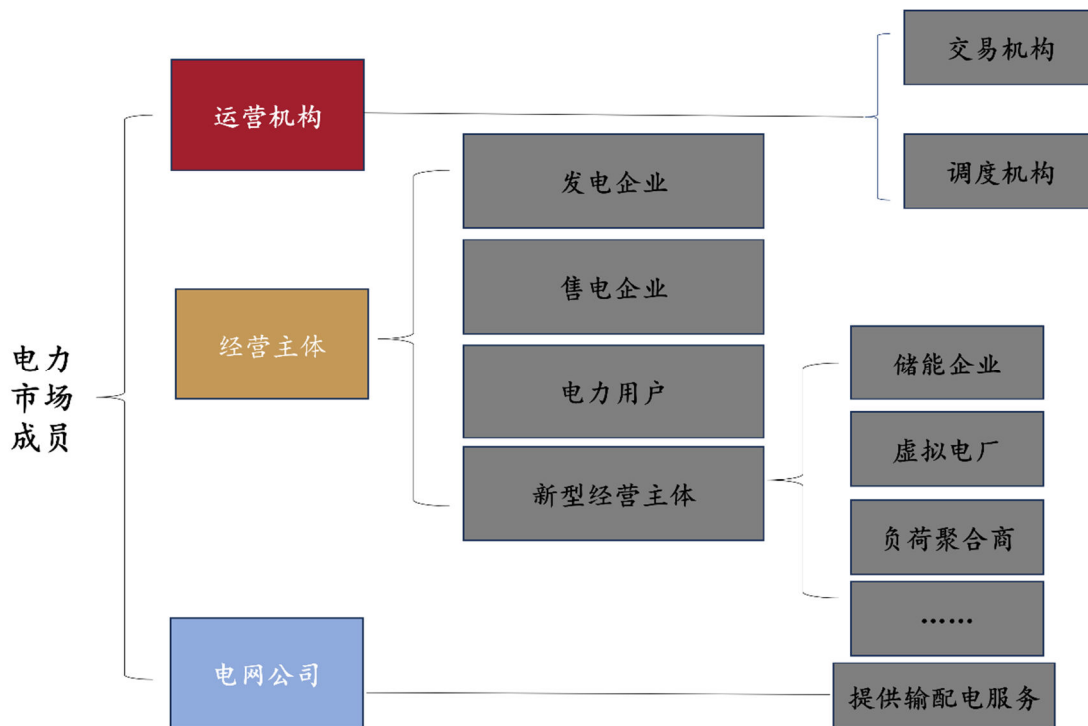 电力
市场
成员
运营机构
交易机构
调度机构
经营主体
发电企业
售电企业
电力用户
新型经营主体
储能企业
虚拟电厂
负荷聚合商
……
电网公司
提供输配电服务